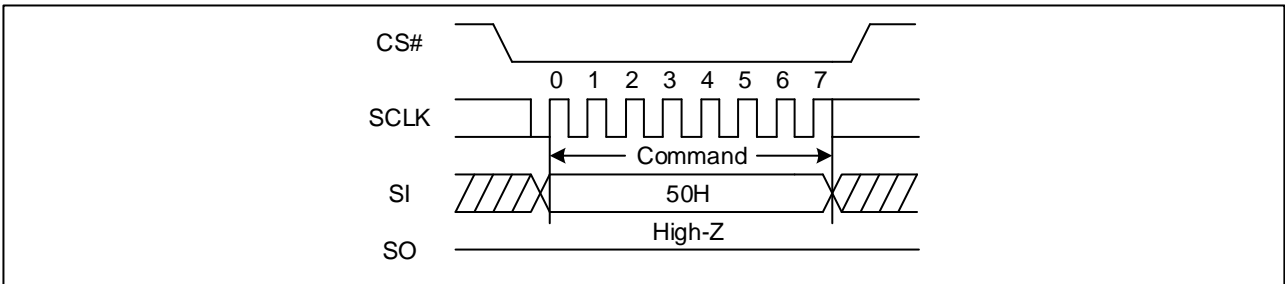 CS#
0 1 2 3 4 5 6 7
SCLK
Command
SI
50H
High-Z
SO